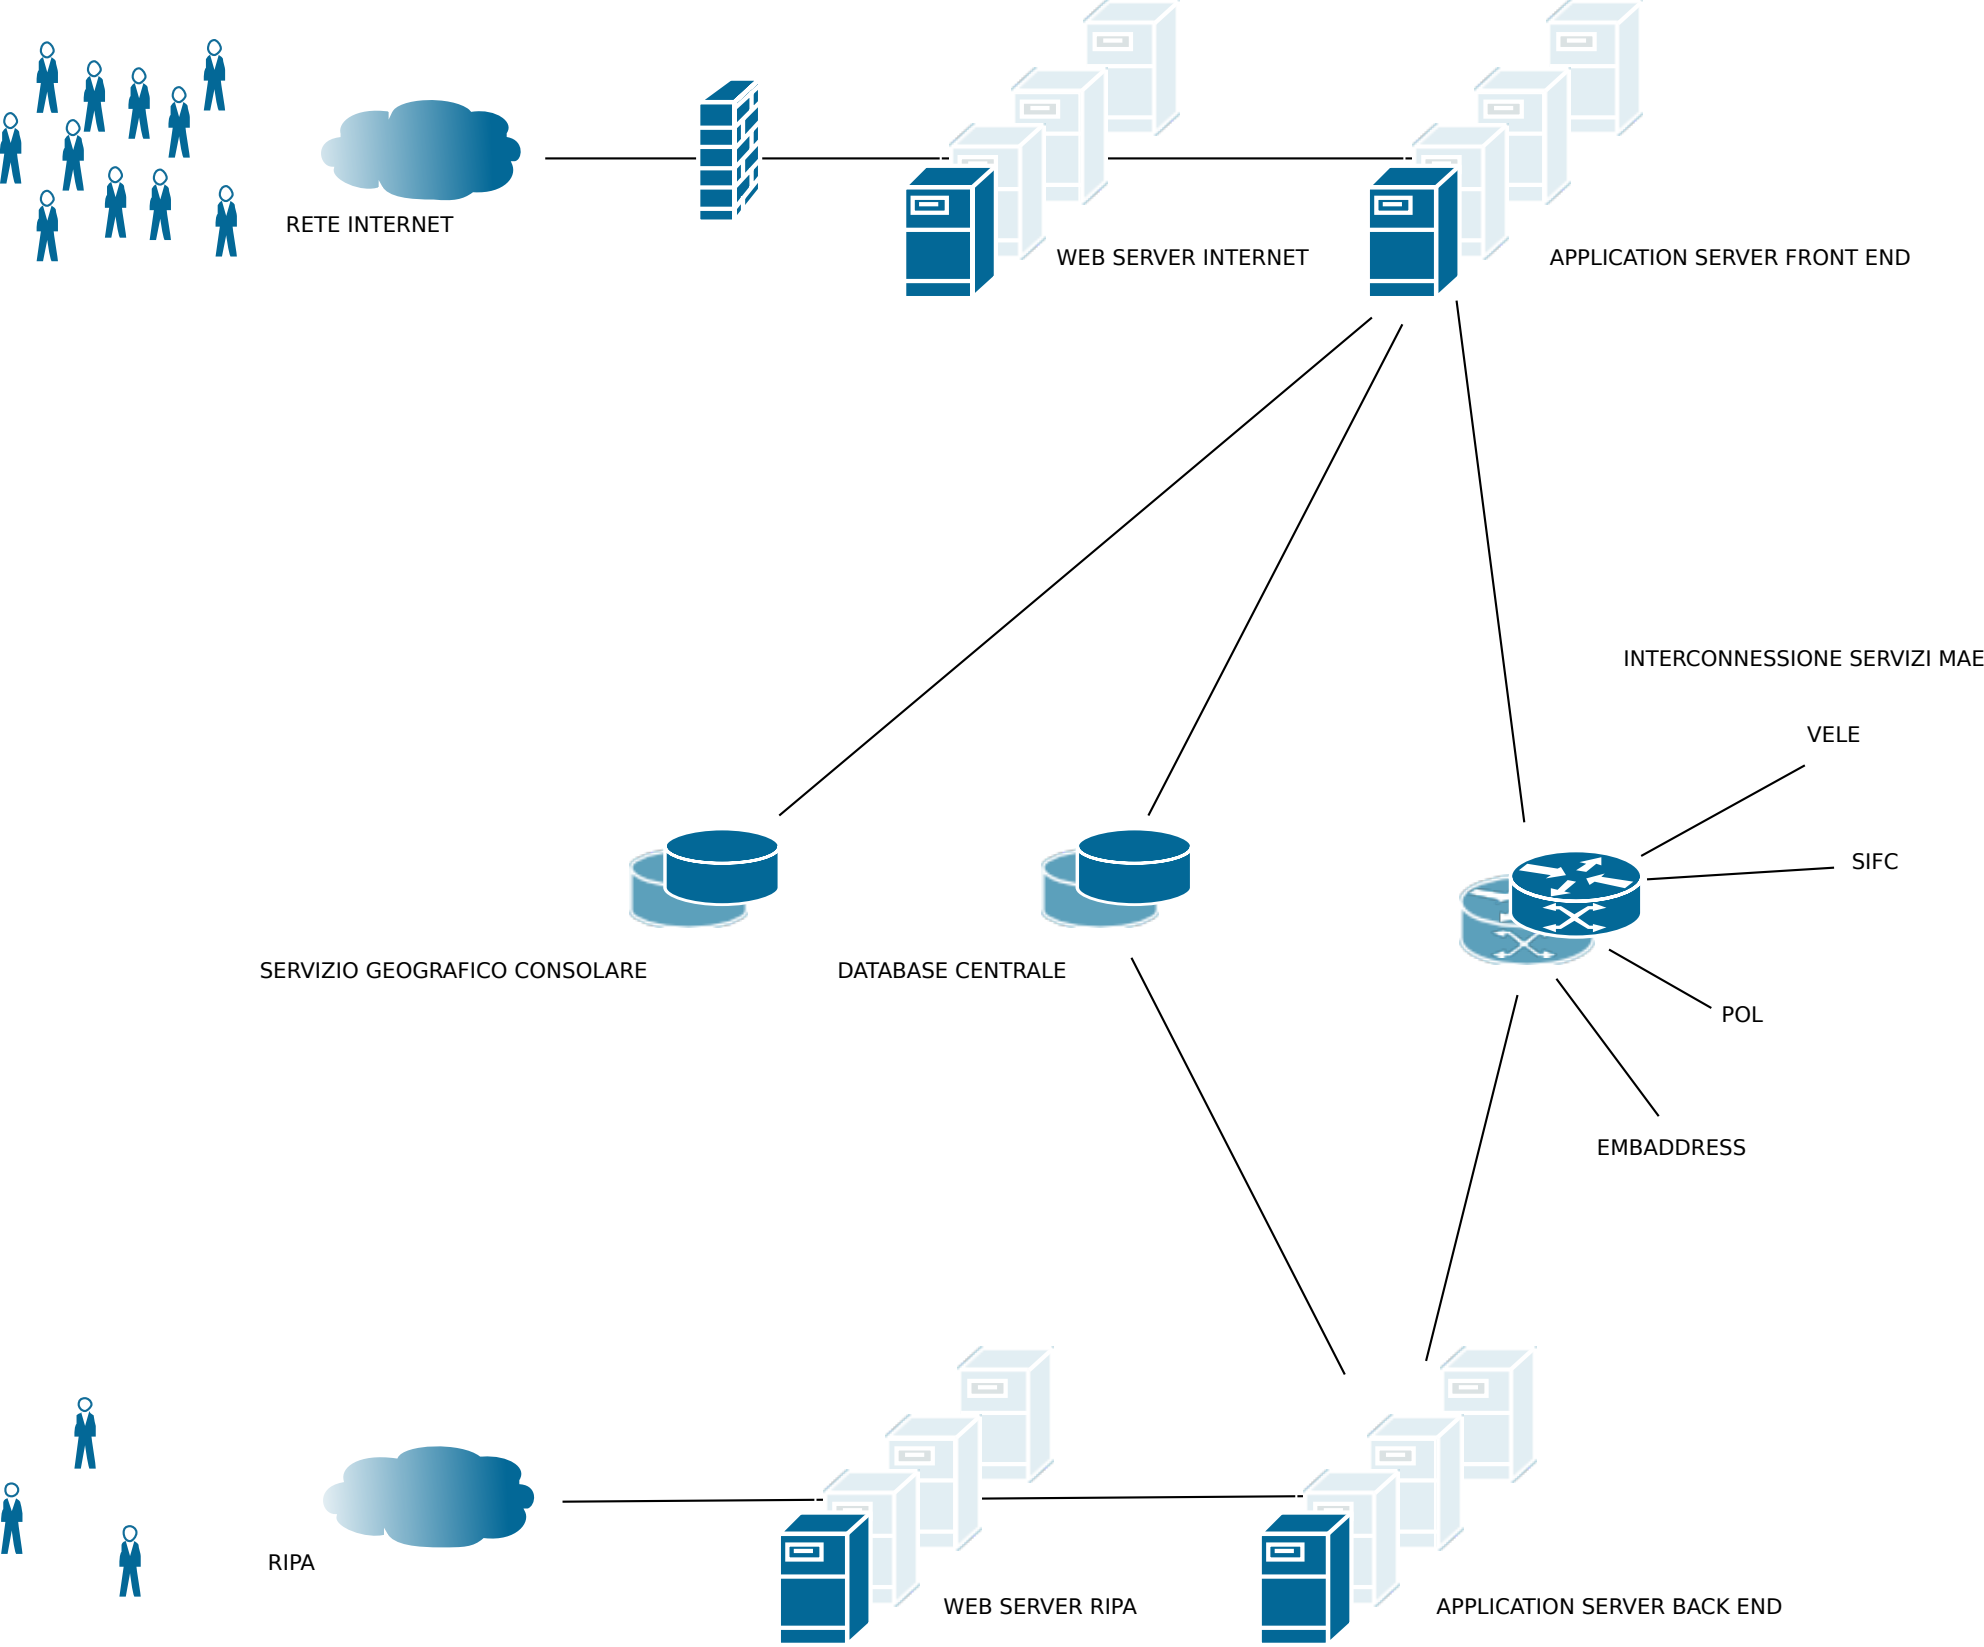 RETE INTERNET
WEB SERVER INTERNET
APPLICATION SERVER FRONT END
INTERCONNESSIONE SERVIZI MAE
VELE
SIFC
SERVIZIO GEOGRAFICO CONSOLARE
DATABASE CENTRALE
POL
EMBADDRESS
RIPA
WEB SERVER RIPA
APPLICATION SERVER BACK END